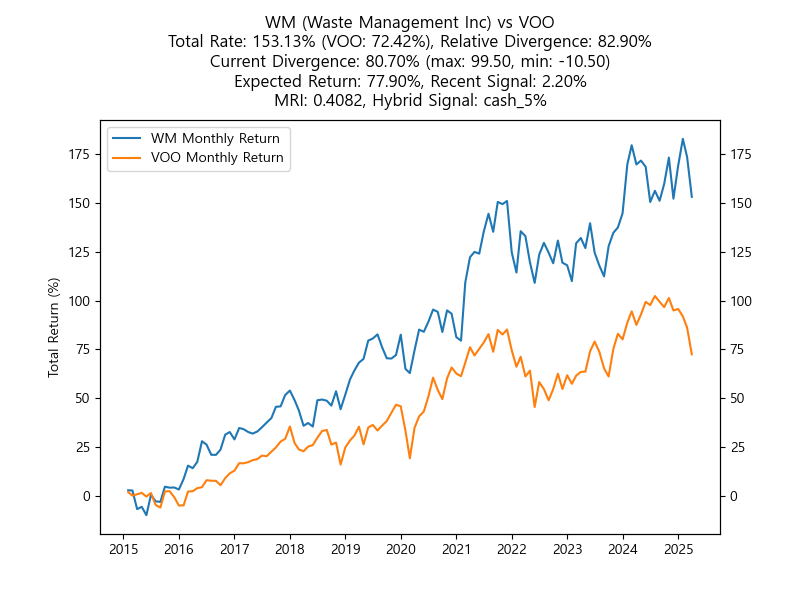 WM (Waste Management Inc) vs VOO
Total Rate: 153.13% (VOO: 72.42%), Relative Divergence: 82.90%
Current Divergence: 80.70% (max: 99.50, min: -10.50)
Expected Return: 77.90%, Recent Signal: 2.20%
MRI: 0.4082, Hybrid Signal: cash_5%
WM Monthly Return
VOO Monthly Return
Total Return (%)
175
150
125
100
75
50
25
0
175
150
125
100
75
50
25
0
2015 2016 2017 2018 2019 2020 2021 2022 2023 2024 2025